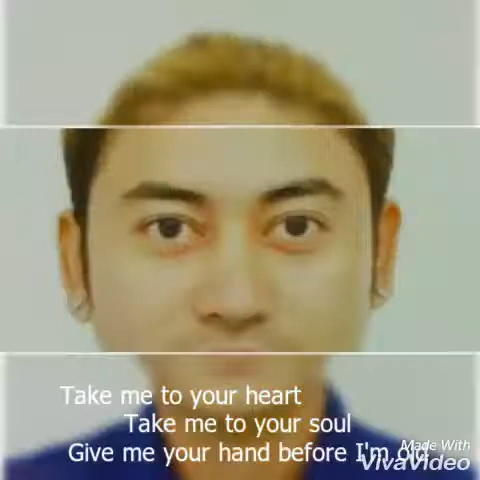 Take me to your heart
Take me to your soul
Give me your hand before I'm old
Made With
VivaVideo